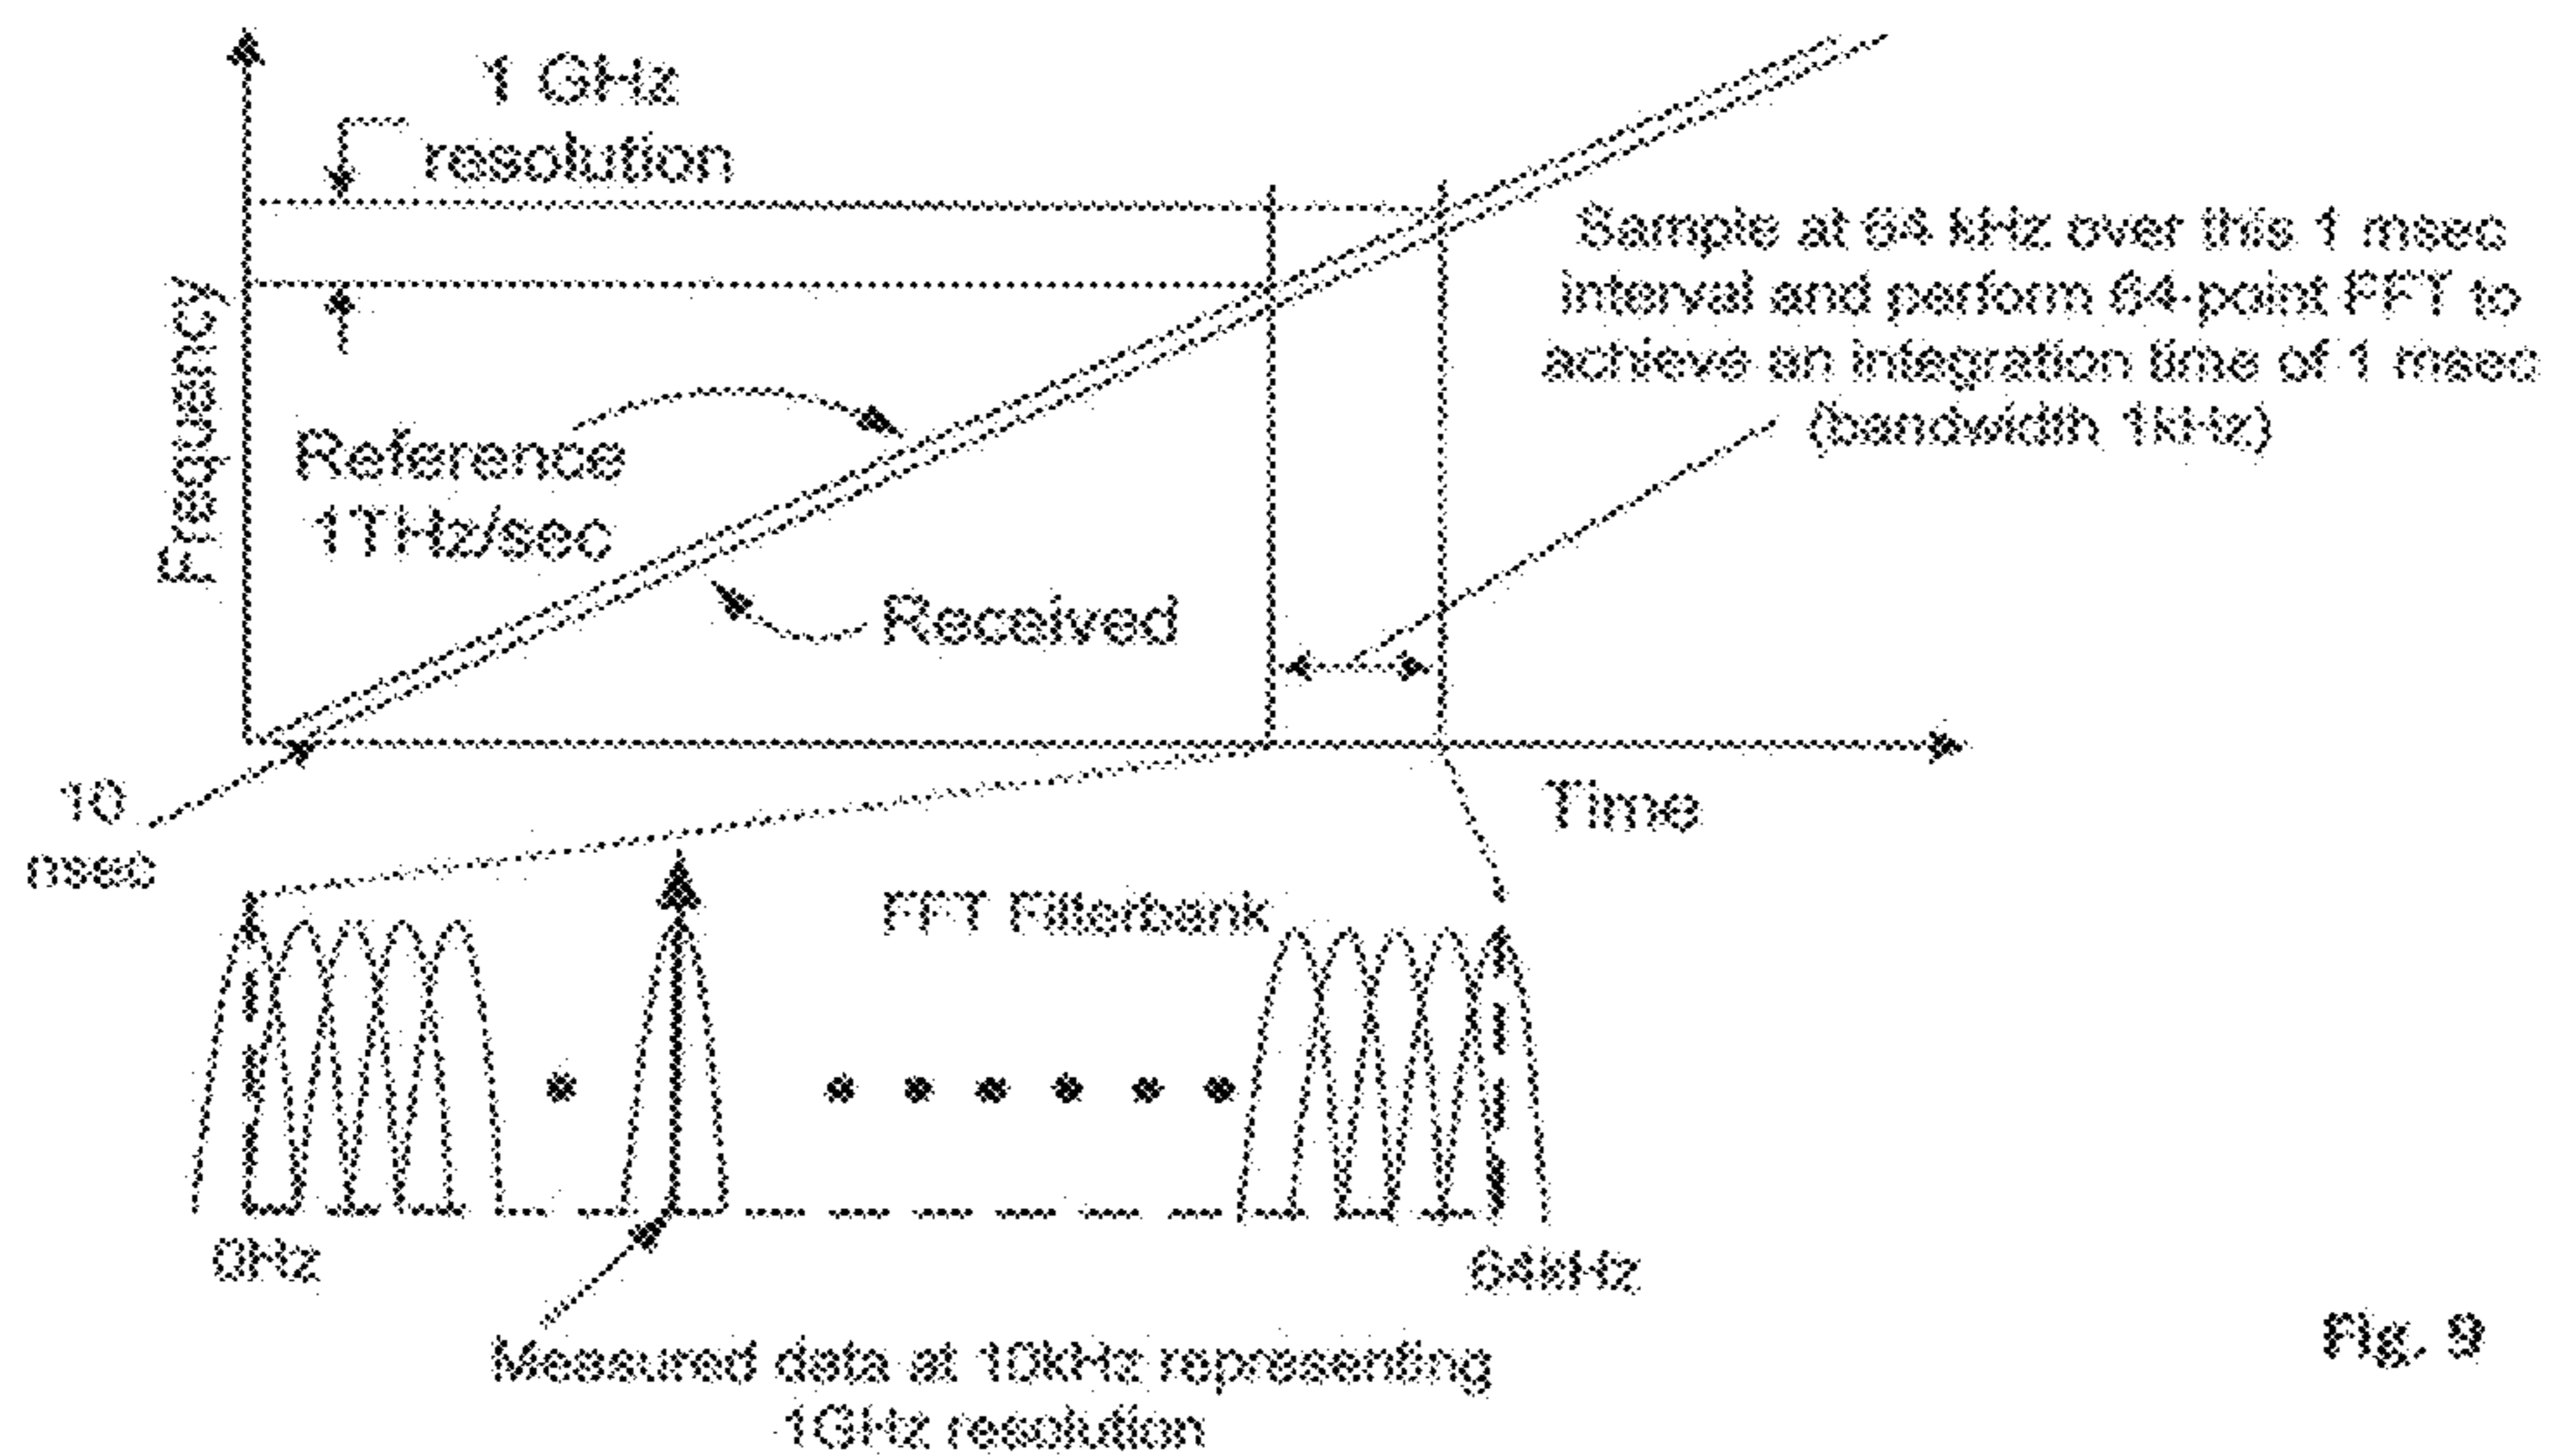 1 GHz
resolution
Frequency
Reference
1THz/sec
Received
Sample at 64 kHz over this 1 msec
interval and perform 64-point FFT to
achieve an integration time of 1 msec
(bandwidth 1kHz)
10
nsec
Time
FFT Filterbank
0Hz
64kHz
Measured data at 10kHz representing
1GHz resolution
Fig. 9